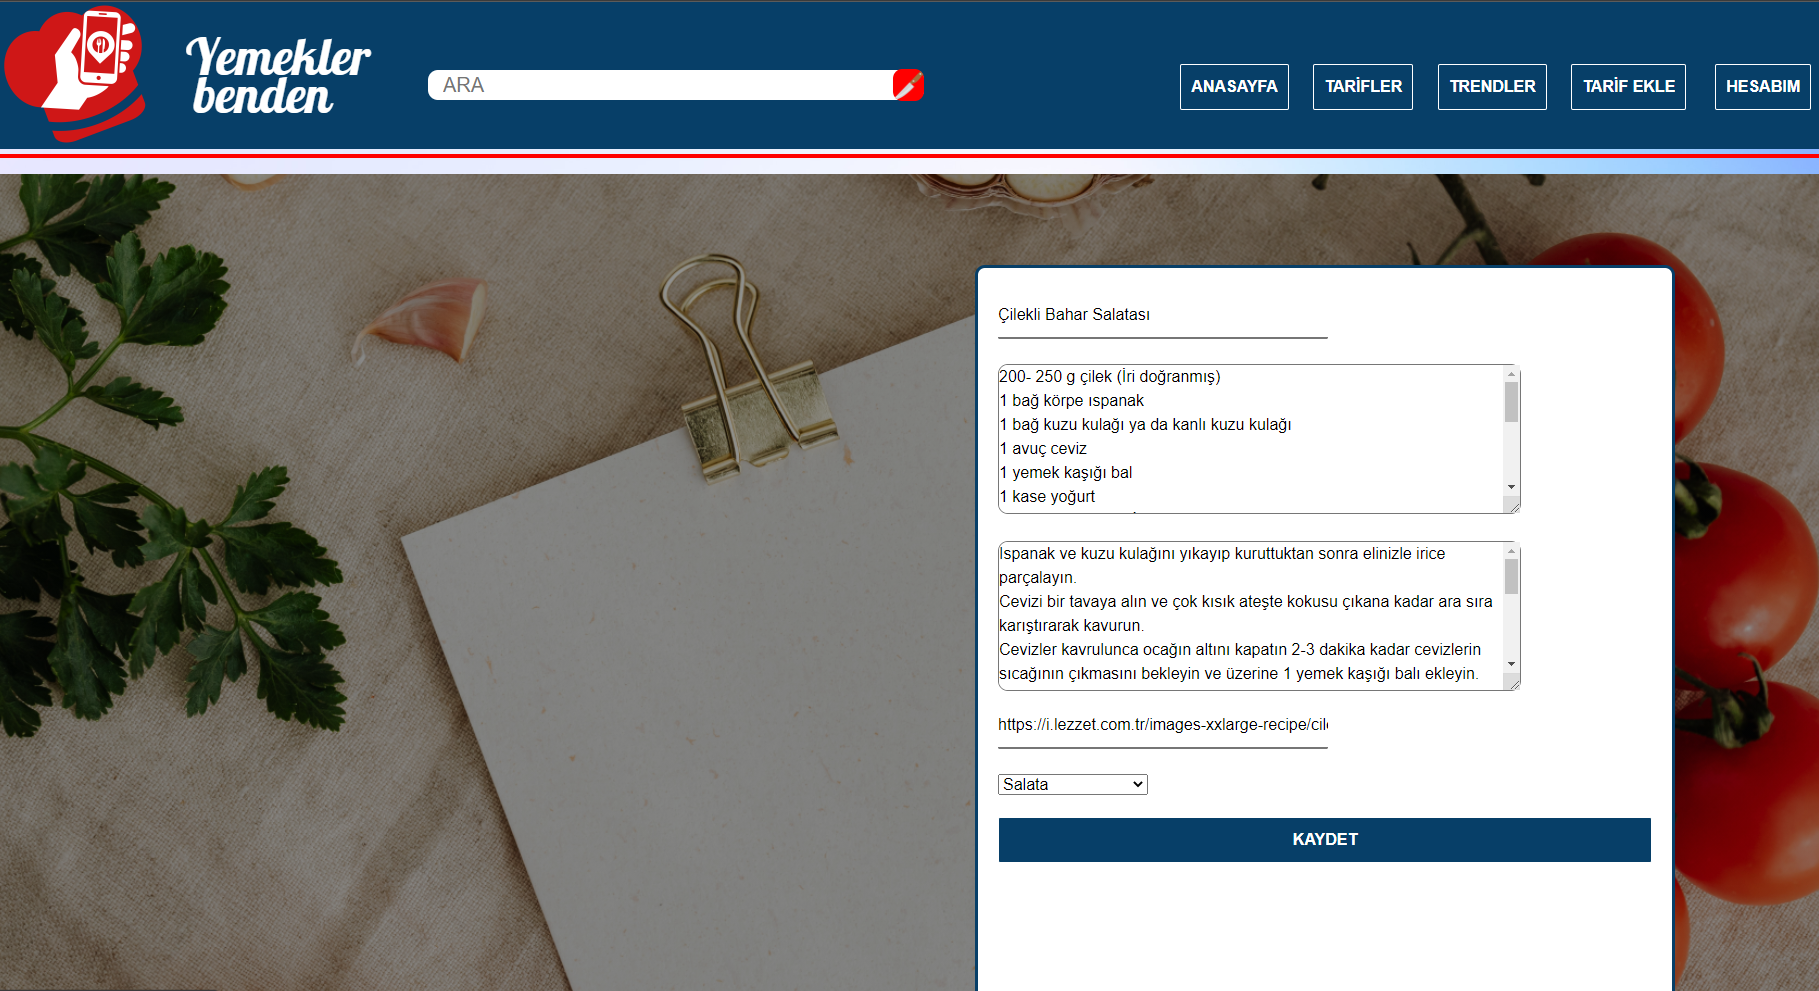 Yemekler
benden
ARA
ANASAYFA
TARİFLER
TRENDLER
TARİF EKLE
HESABIM
Çilekli Bahar Salatası
200- 250 g çilek (İri doğranmış)
1 bağ körpe ıspanak
1 bağ kuzu kulağı ya da kanlı kuzu kulağı
1 avuç ceviz
1 yemek kaşığı bal
1 kase yoğurt
Ispanak ve kuzu kulağını yıkayıp kuruttuktan sonra elinizle irice
parçalayın.
Cevizi bir tavaya alın ve çok kısık ateşte kokusu çıkana kadar ara sıra
karıştırarak kavurun.
Cevizler kavrulunca ocağın altını kapatın 2-3 dakika kadar cevizlerin
sıcağının çıkmasını bekleyin ve üzerine 1 yemek kaşığı balı ekleyin.
https://i.lezzet.com.tr/images-xxlarge-recipe/cil
Salata
KAYDET